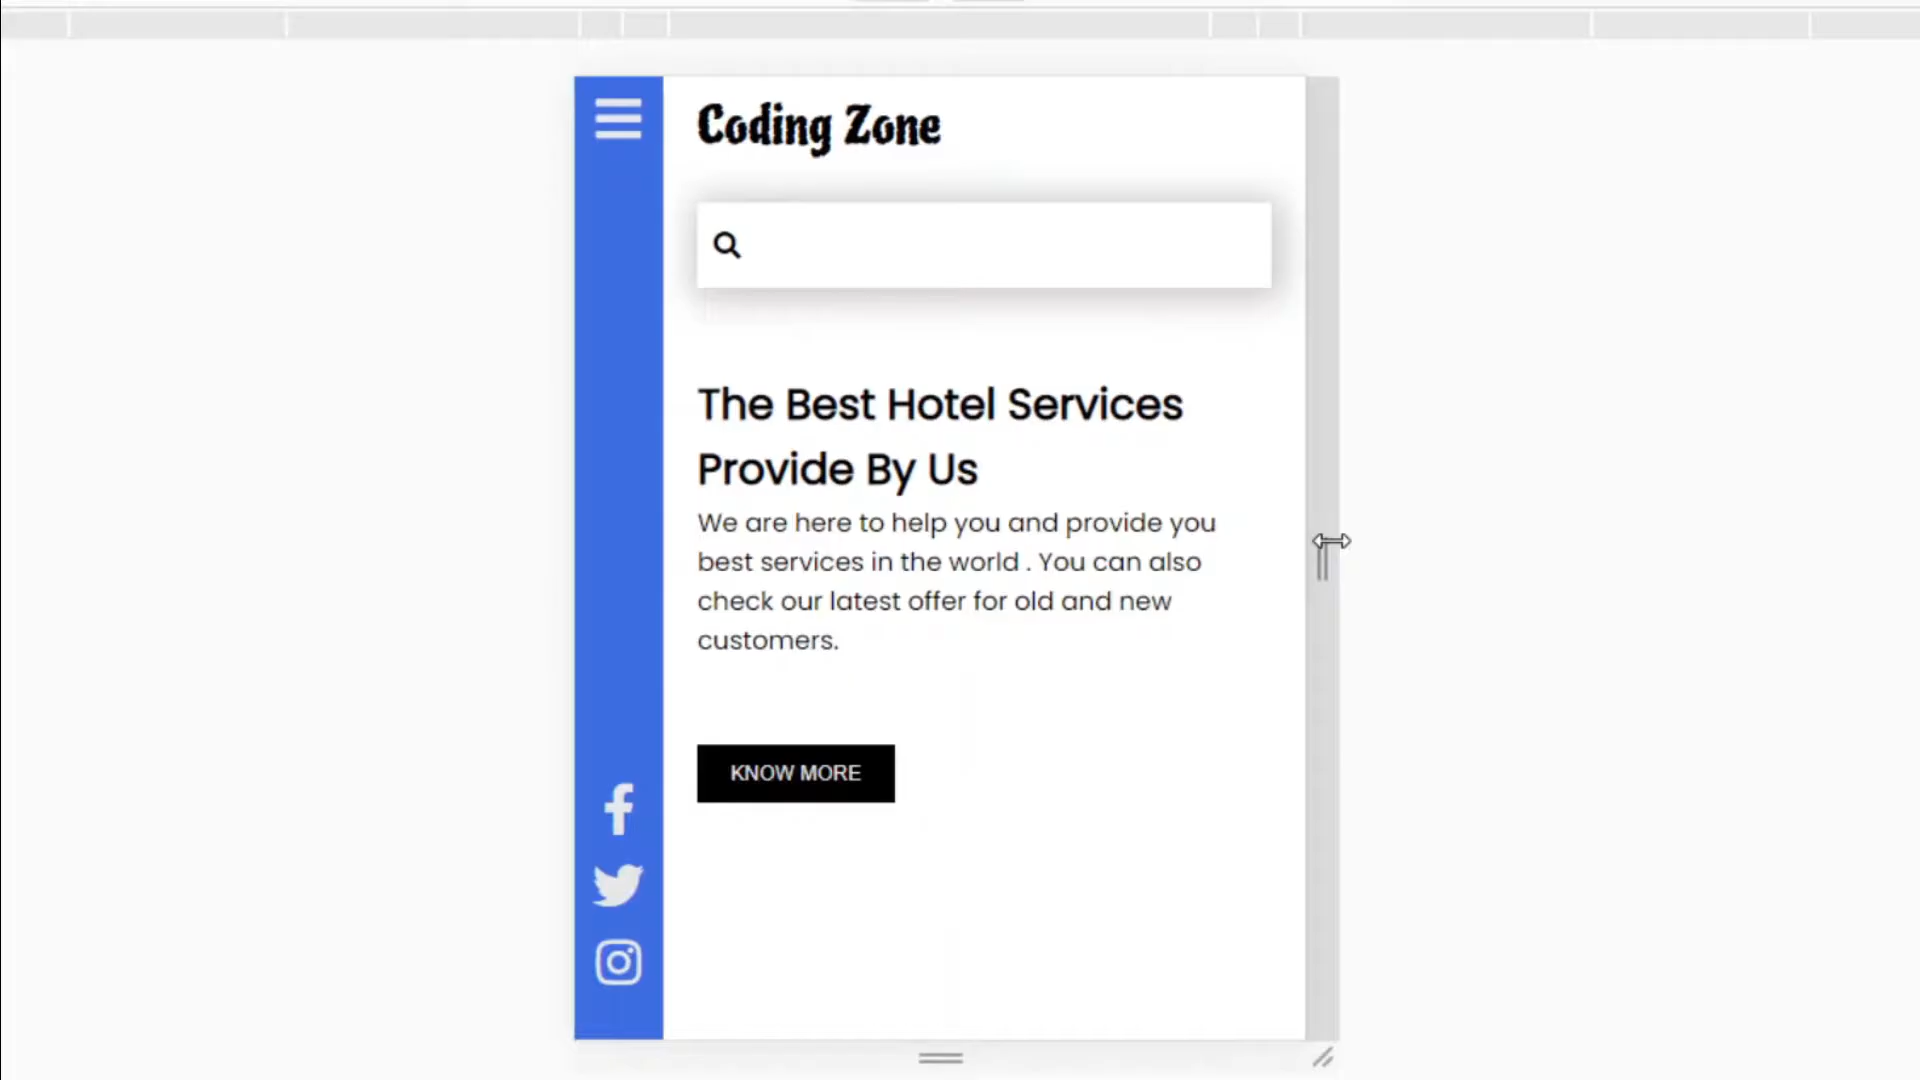 Coding Zone
The Best Hotel Services
Provide By Us
We are here to help you and provide you
best services in the world . You can also
check our latest offer for old and new
customers.
KNOW MORE